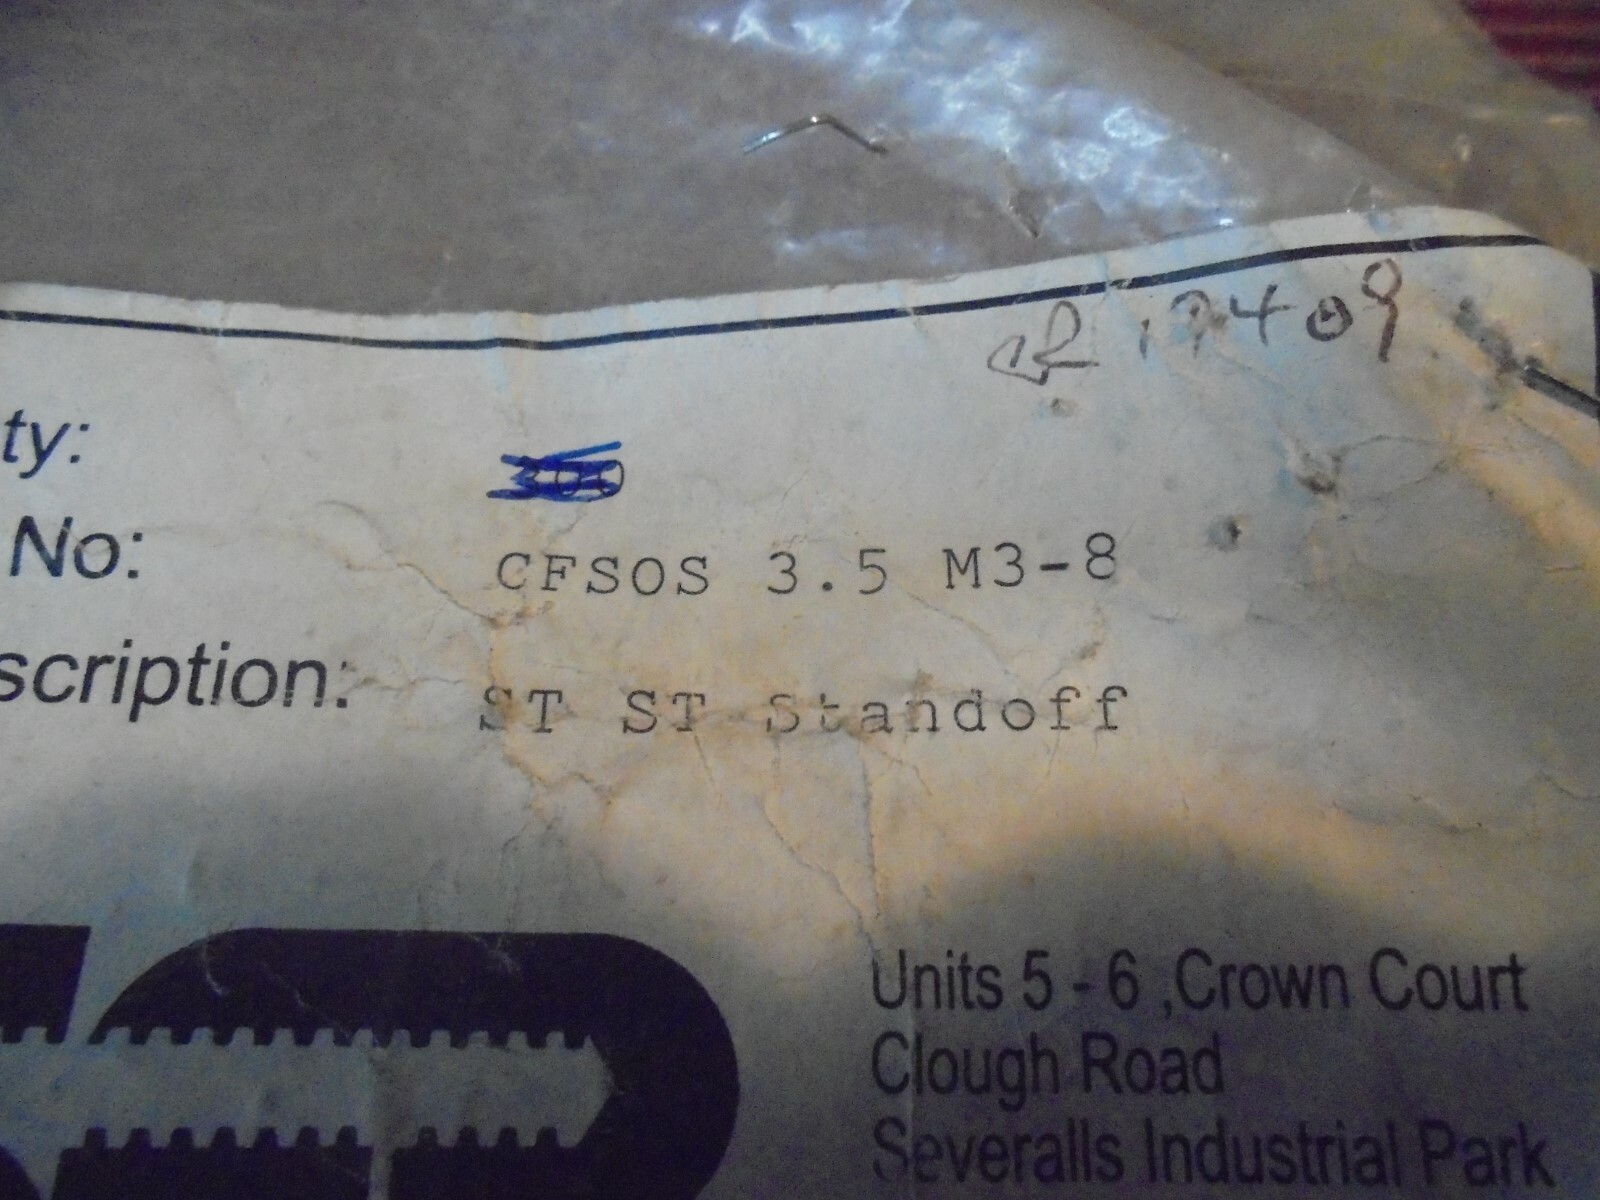 ty:
300
No: CFSOS 3.5 M3-8
scription: ST ST Standoff
Units 5 - 6 ,Crown Court
Clough Road
Severalls Industrial Park